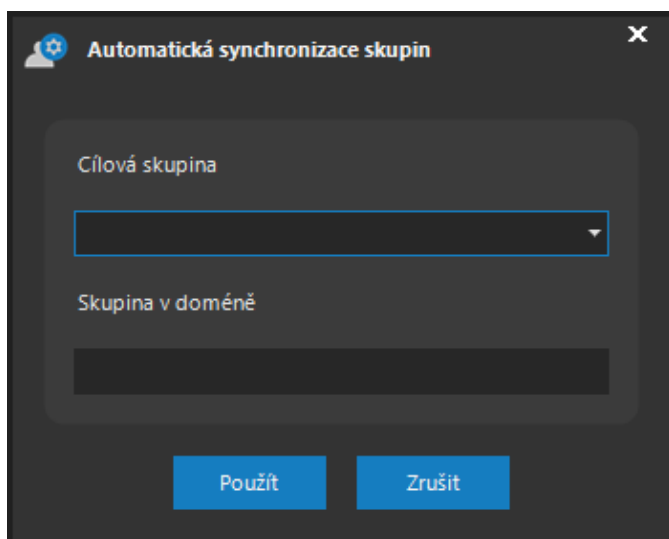 Automatická synchronizace skupin
Cílová skupina
Skupina v doméně
Použít
Zrušit